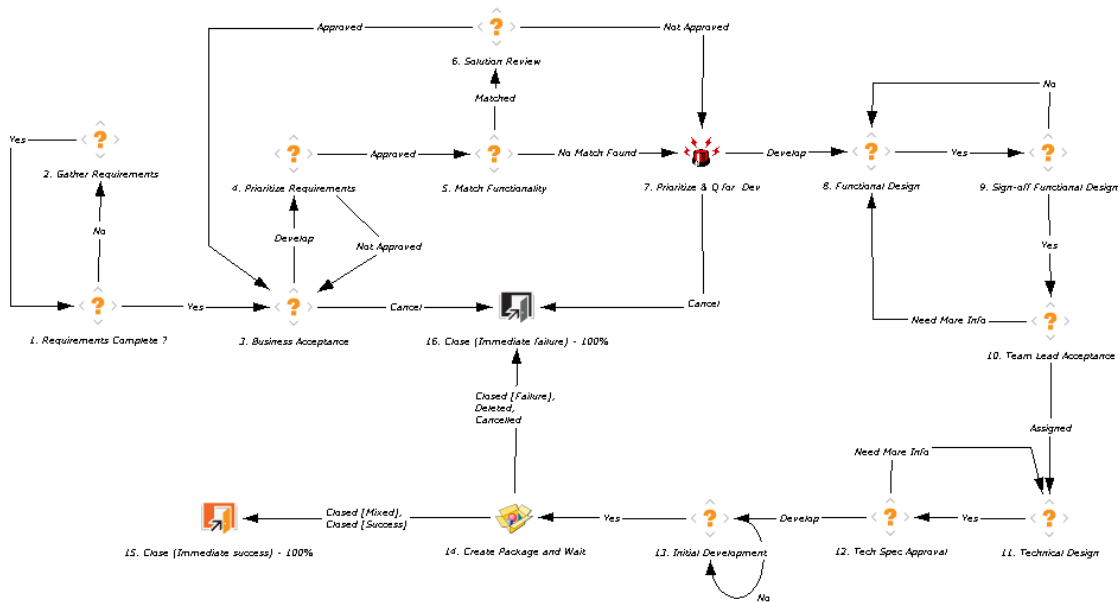 Approved
Not Approved
6. Solution Review
Matched
No
Yes
2. Gather Requirements
Approved
No Match Found
Develop
Yes
4. Prioritize Requirements
5. Match Functionality
7. Prioritize & Q for Dev
8. Functional Design
9. Sign-off Functional Design
No
Develop
Not Approved
Yes
Yes
Cancel
Cancel
Need More Info
1. Requirements Complete ?
3. Business Acceptance
16. Close (Immediate failure) - 100%
10. Team Lead Acceptance
Closed [Failure],
Deleted,
Cancelled
Assigned
Need More Info
Closed [Mixed],
Closed [Success]
Yes
Develop
Yes
15. Close (Immediate success) - 100%
14. Create Package and Wait
13. Initial Development
12. Tech Spec Approval
11. Technical Design
No